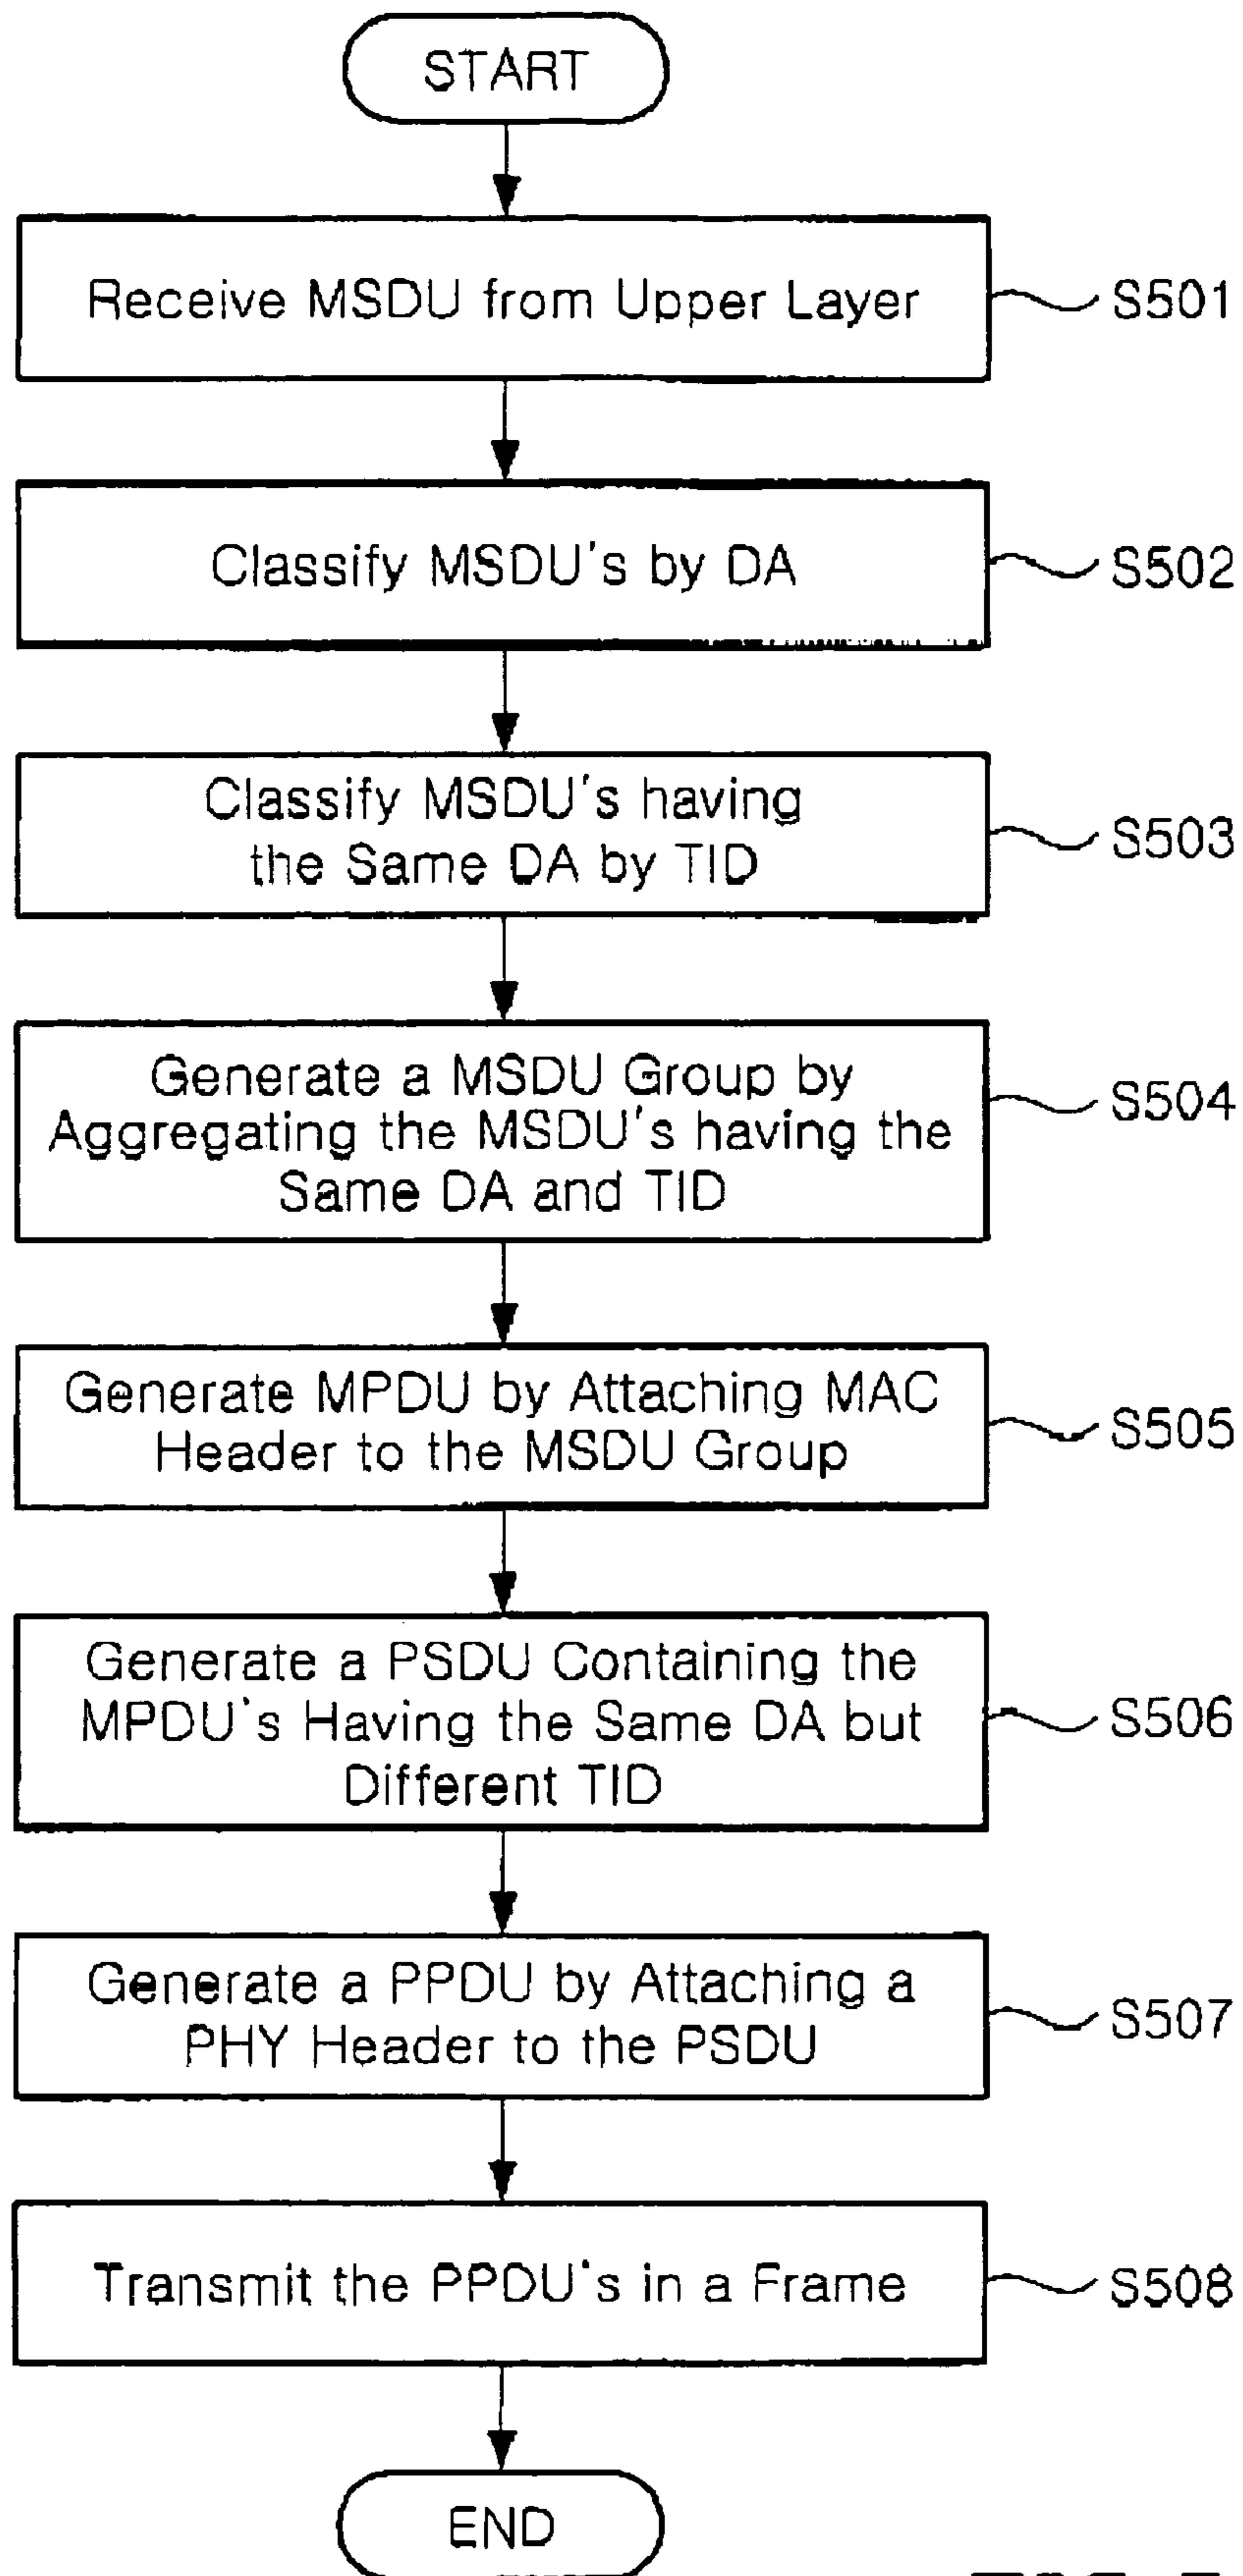 START
Receive MSDU from Upper Layer
S501
Classify MSDU's by DA
S502
Classify MSDU's having
the Same DA by TID
S503
Generate a MSDU Group by
Aggregating the MSDU's having the
Same DA and TID
S504
Generate MPDU by Attaching MAC
Header to the MSDU Group
S505
Generate a PSDU Containing the
MPDU's Having the Same DA but
Different TID
S506
Generate a PPDU by Attaching a
PHY Header to the PSDU
S507
Transmit the PPDU's in a Frame
S508
END